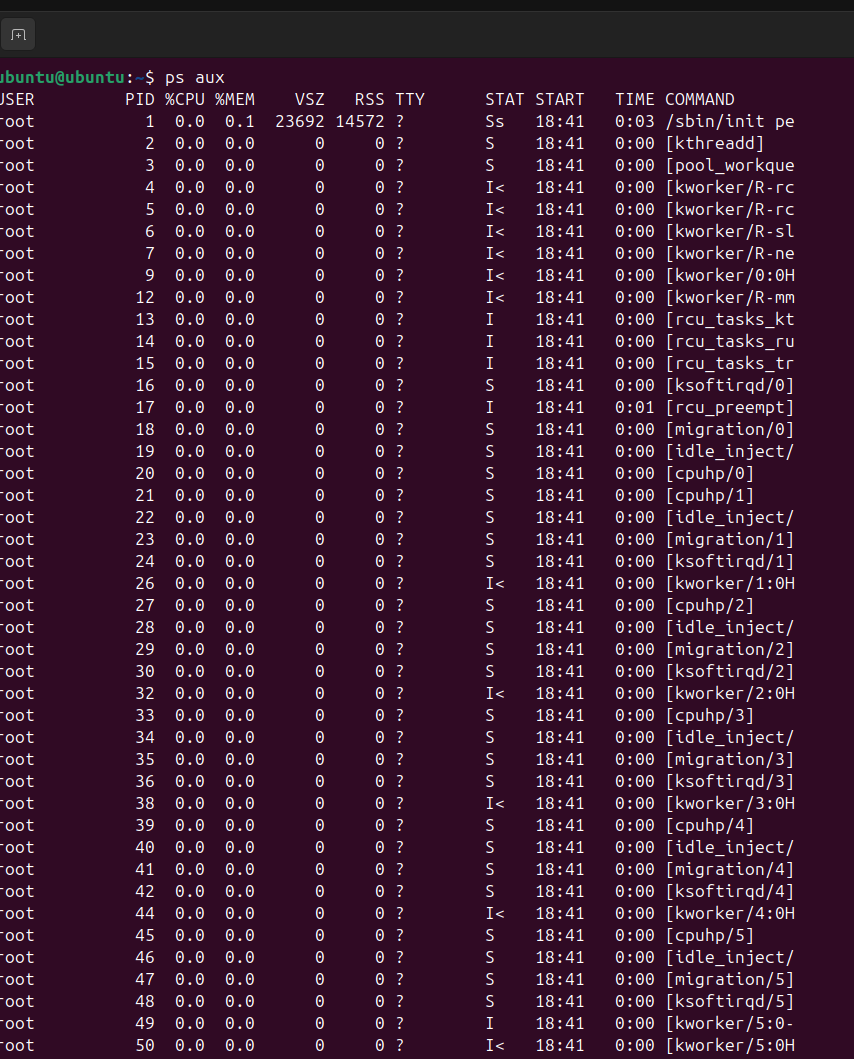 ubuntu@ubuntu:~$ ps aux
USER         PID %CPU %MEM    VSZ   RSS TTY      STAT START   TIME COMMAND
root           1  0.0  0.1  23692 14572 ?        Ss   18:41   0:03 /sbin/init pe
root           2  0.0  0.0      0     0 ?        S    18:41   0:00 [kthreadd]
root           3  0.0  0.0      0     0 ?        S    18:41   0:00 [pool_workque
root           4  0.0  0.0      0     0 ?        I<   18:41   0:00 [kworker/R-rc
root           5  0.0  0.0      0     0 ?        I<   18:41   0:00 [kworker/R-rc
root           6  0.0  0.0      0     0 ?        I<   18:41   0:00 [kworker/R-sl
root           7  0.0  0.0      0     0 ?        I<   18:41   0:00 [kworker/R-ne
root           9  0.0  0.0      0     0 ?        I<   18:41   0:00 [kworker/0:0H
root          12  0.0  0.0      0     0 ?        I<   18:41   0:00 [kworker/R-mm
root          13  0.0  0.0      0     0 ?        I    18:41   0:00 [rcu_tasks_kt
root          14  0.0  0.0      0     0 ?        I    18:41   0:00 [rcu_tasks_ru
root          15  0.0  0.0      0     0 ?        I    18:41   0:00 [rcu_tasks_tr
root          16  0.0  0.0      0     0 ?        S    18:41   0:00 [ksoftirqd/0]
root          17  0.0  0.0      0     0 ?        I    18:41   0:01 [rcu_preempt]
root          18  0.0  0.0      0     0 ?        S    18:41   0:00 [migration/0]
root          19  0.0  0.0      0     0 ?        S    18:41   0:00 [idle_inject/
root          20  0.0  0.0      0     0 ?        S    18:41   0:00 [cpuhp/0]
root          21  0.0  0.0      0     0 ?        S    18:41   0:00 [cpuhp/1]
root          22  0.0  0.0      0     0 ?        S    18:41   0:00 [idle_inject/
root          23  0.0  0.0      0     0 ?        S    18:41   0:00 [migration/1]
root          24  0.0  0.0      0     0 ?        S    18:41   0:00 [ksoftirqd/1]
root          26  0.0  0.0      0     0 ?        I<   18:41   0:00 [kworker/1:0H
root          27  0.0  0.0      0     0 ?        S    18:41   0:00 [cpuhp/2]
root          28  0.0  0.0      0     0 ?        S    18:41   0:00 [idle_inject/
root          29  0.0  0.0      0     0 ?        S    18:41   0:00 [migration/2]
root          30  0.0  0.0      0     0 ?        S    18:41   0:00 [ksoftirqd/2]
root          32  0.0  0.0      0     0 ?        I<   18:41   0:00 [kworker/2:0H
root          33  0.0  0.0      0     0 ?        S    18:41   0:00 [cpuhp/3]
root          34  0.0  0.0      0     0 ?        S    18:41   0:00 [idle_inject/
root          35  0.0  0.0      0     0 ?        S    18:41   0:00 [migration/3]
root          36  0.0  0.0      0     0 ?        S    18:41   0:00 [ksoftirqd/3]
root          38  0.0  0.0      0     0 ?        I<   18:41   0:00 [kworker/3:0H
root          39  0.0  0.0      0     0 ?        S    18:41   0:00 [cpuhp/4]
root          40  0.0  0.0      0     0 ?        S    18:41   0:00 [idle_inject/
root          41  0.0  0.0      0     0 ?        S    18:41   0:00 [migration/4]
root          42  0.0  0.0      0     0 ?        S    18:41   0:00 [ksoftirqd/4]
root          44  0.0  0.0      0     0 ?        I<   18:41   0:00 [kworker/4:0H
root          45  0.0  0.0      0     0 ?        S    18:41   0:00 [cpuhp/5]
root          46  0.0  0.0      0     0 ?        S    18:41   0:00 [idle_inject/
root          47  0.0  0.0      0     0 ?        S    18:41   0:00 [migration/5]
root          48  0.0  0.0      0     0 ?        S    18:41   0:00 [ksoftirqd/5]
root          49  0.0  0.0      0     0 ?        I    18:41   0:00 [kworker/5:0-
root          50  0.0  0.0      0     0 ?        I<   18:41   0:00 [kworker/5:0H